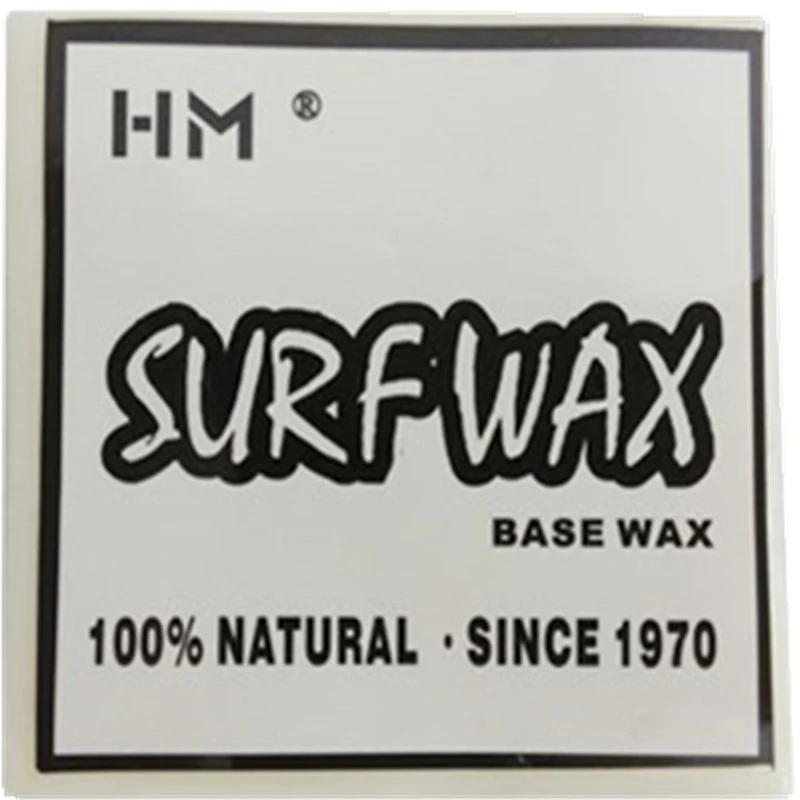 HM ®
SURF WAX
BASE WAX
100% NATURAL · SINCE 1970